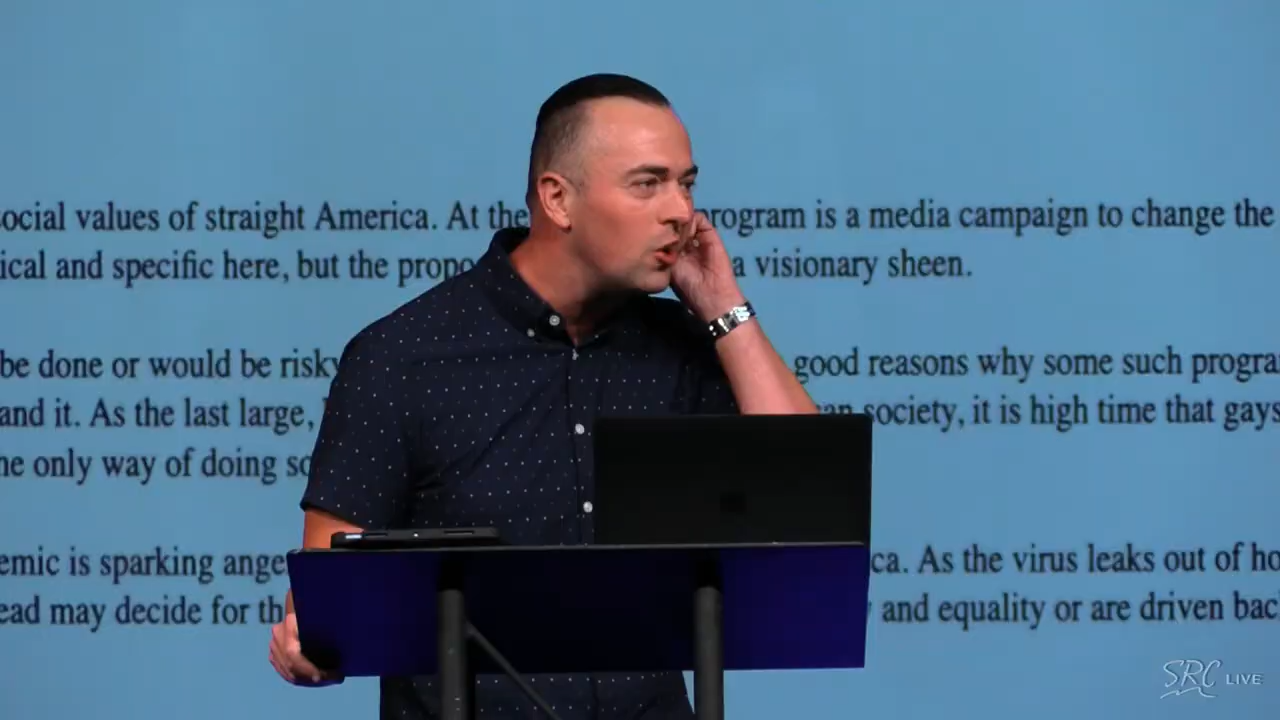 social values of straight America. At the program is a media campaign to change the
ical and specific here, but the propo a visionary sheen.
be done or would be risky good reasons why some such progra
and it. As the last large, an society, it is high time that gays
he only way of doing so
emic is sparking ange ca. As the virus leaks out of ho
ead may decide for th and equality or are driven bac
SRC LIVE